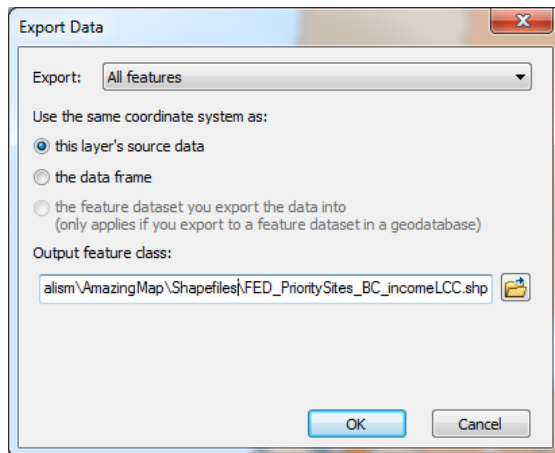 Export Data
Export: All features
Use the same coordinate system as:
this layer's source data
the data frame
the feature dataset you export the data into
(only applies if you export to a feature dataset in a geodatabase)
Output feature class:
alism\AmazingMap\Shapefiles\FED_PrioritySites_BC_incomeLCC.shp
OK Cancel